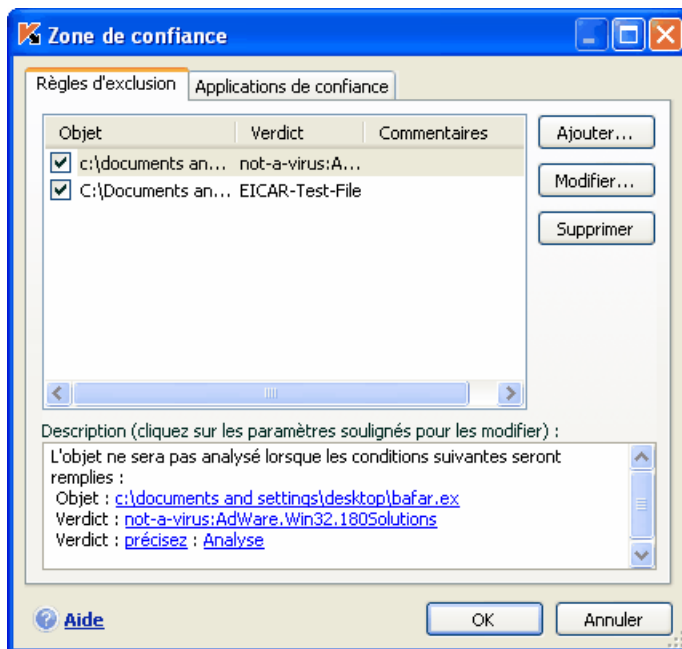 Zone de confiance
Règles d'exclusion Applications de confiance
Objet Verdict Commentaires
c:\documents an... not-a-virus:A...
C:\Documents an... EICAR-Test-File
Ajouter...
Modifier...
Supprimer
Description (cliquez sur les paramètres soulignés pour les modifier) :
L'objet ne sera pas analysé lorsque les conditions suivantes seront
remplies :
Objet : c:\documents and settings\desktop\bafar.ex
Verdict : not-a-virus:AdWare.Win32.180Solutions
Verdict : précisez : Analyse
Aide OK Annuler